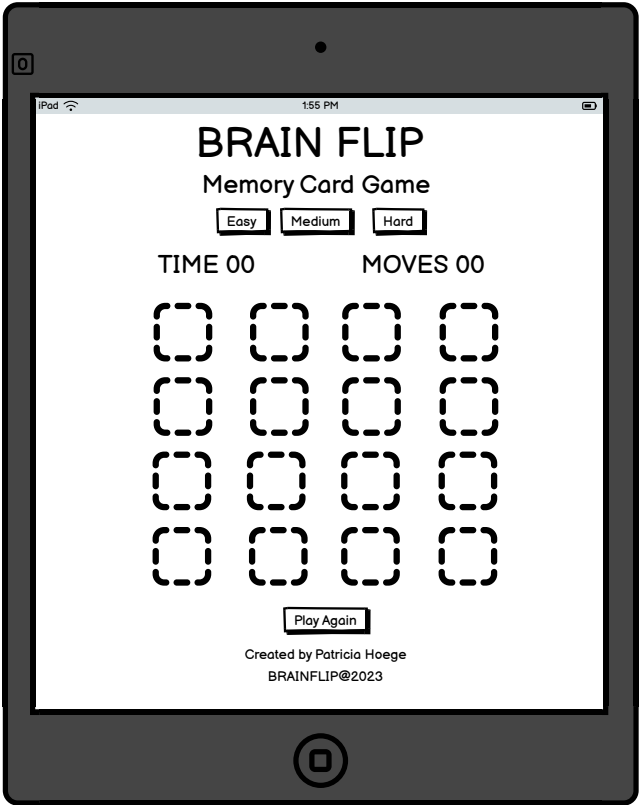 0
iPad 1:55 PM
BRAIN FLIP
Memory Card Game
Easy Medium Hard
TIME 00 MOVES 00
Play Again
Created by Patricia Hoege
BRAINFLIP@2023